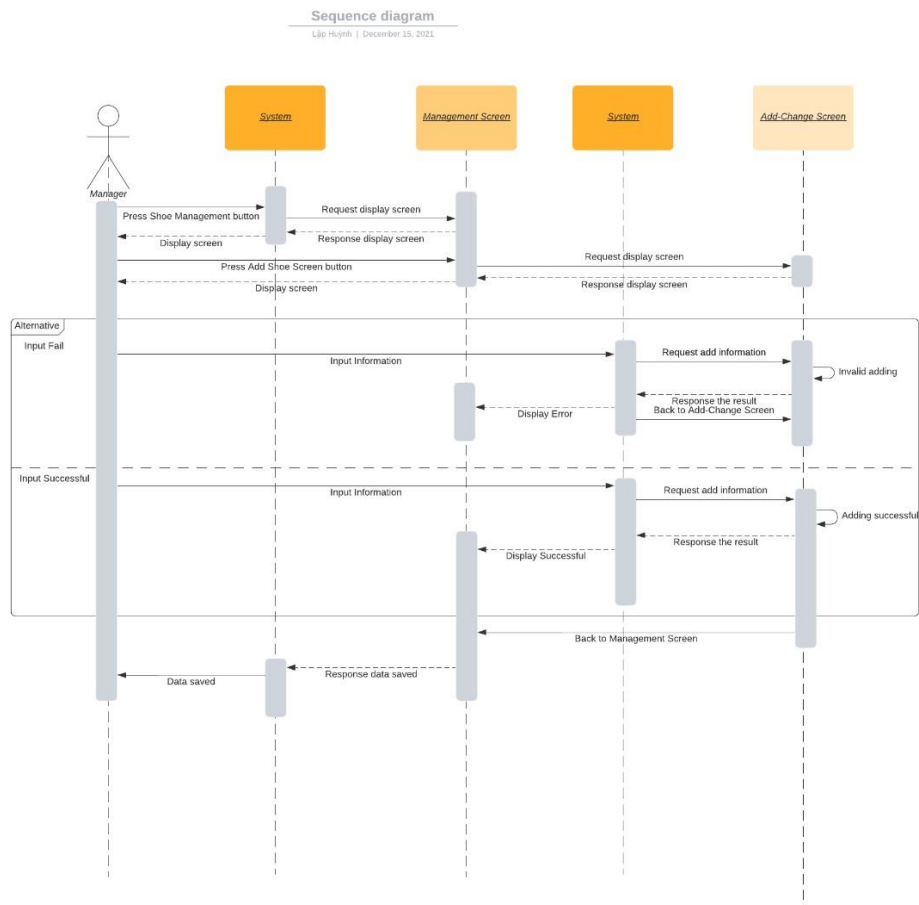 Sequence diagram
Lập Huỳnh | December 15, 2021
System
Management Screen
System
Add-Change Screen
Manager
Press Shoe Management button
Request display screen
Response display screen
Display screen
Press Add Shoe Screen button
Request display screen
Response display screen
Display screen
Alternative
Input Fail
Input Information
Request add information
Invalid adding
Response the result
Display Error
Back to Add-Change Screen
Input Successful
Input Information
Request add information
Adding successful
Response the result
Display Successful
Back to Management Screen
Response data saved
Data saved